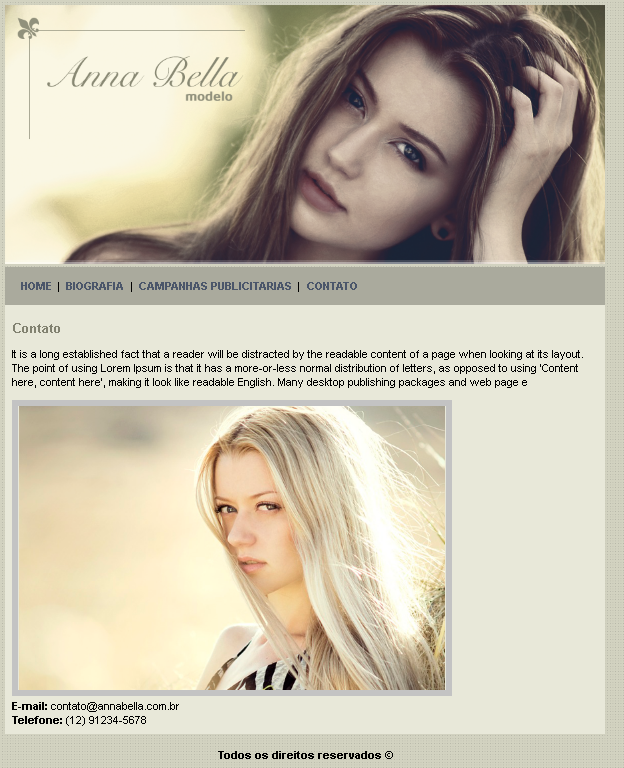 Anna Bella
modelo
HOME | BIOGRAFIA | CAMPANHAS PUBLICITARIAS | CONTATO
Contato
It is a long established fact that a reader will be distracted by the readable content of a page when looking at its layout.
The point of using Lorem Ipsum is that it has a more-or-less normal distribution of letters, as opposed to using 'Content
here, content here', making it look like readable English. Many desktop publishing packages and web page e
E-mail: contato@annabella.com.br
Telefone: (12) 91234-5678
Todos os direitos reservados ©